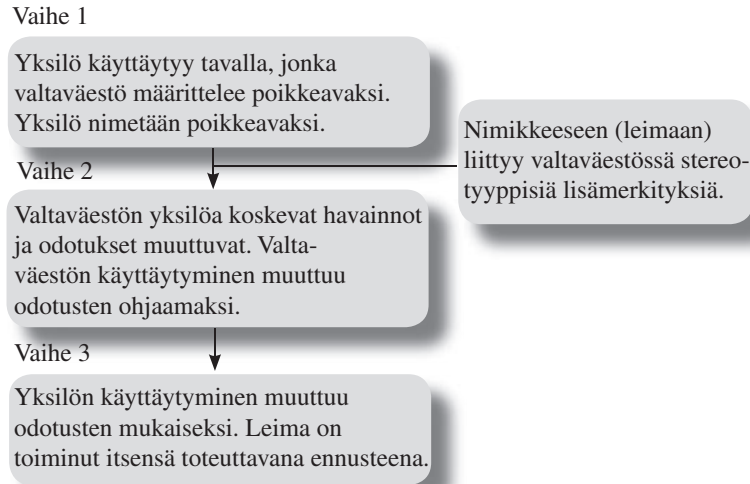 Vaihe 1
Yksilö käyttäytyy tavalla, jonka
valtaväestö määrittelee poikkeavaksi.
Yksilö nimetään poikkeavaksi.
Nimikkeeseen (leimaan)
liittyy valtaväestössä stereo-
tyyppisiä lisämerkityksiä.
Vaihe 2
Valtaväestön yksilöa koskevat havainnot
ja odotukset muuttuvat. Valta-
väestön käyttäytyminen muuttuu
odotusten ohjaamaksi.
Vaihe 3
Yksilön käyttäytyminen muuttuu
odotusten mukaiseksi. Leima on
toiminut itsensä toteuttavana ennusteena.